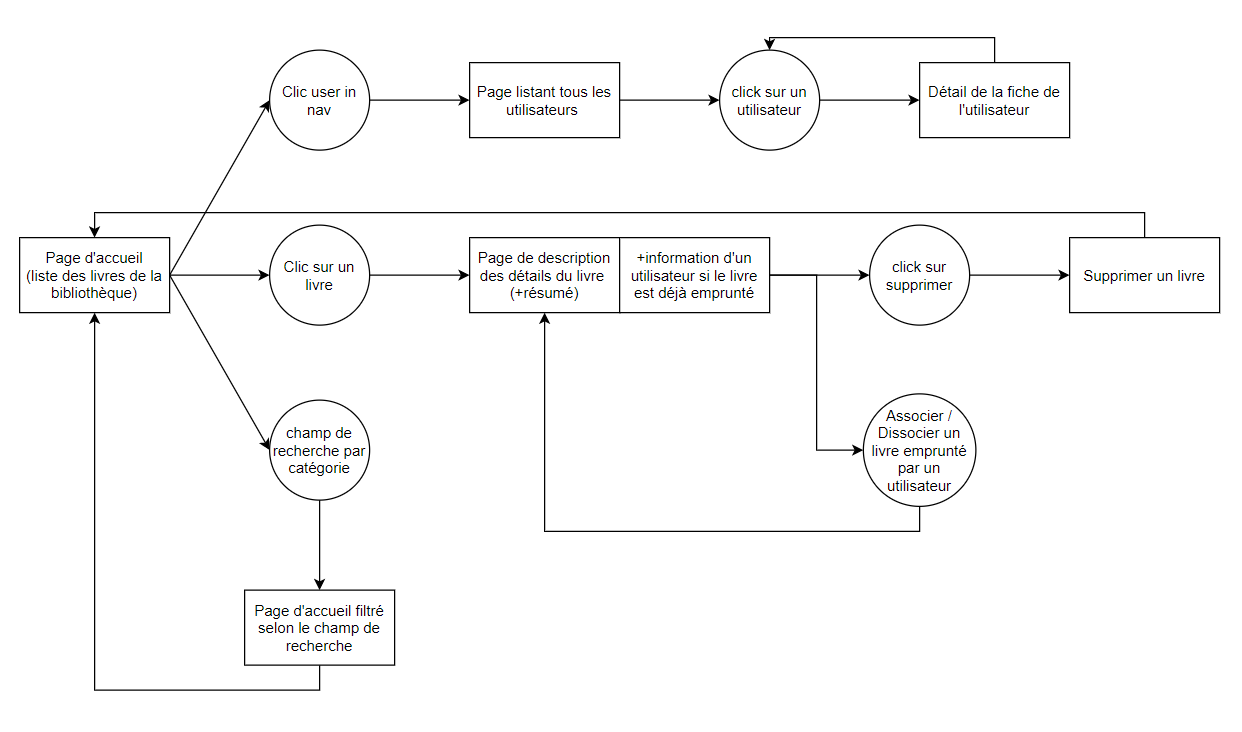 Clic user in
nav
Page listant tous les
utilisateurs
click sur un
utilisateur
Détail de la fiche de
l'utilisateur
Page d'accueil
(liste des livres de la
bibliothèque)
Clic sur un
livre
Page de description
des détails du livre
(+résumé)
+information d'un
utilisateur si le livre
est déjà emprunté
click sur
supprimer
Supprimer un livre
champ de
recherche par
catégorie
Associer /
Dissocier un
livre emprunté
par un
utilisateur
Page d'accueil filtré
selon le champ de
recherche